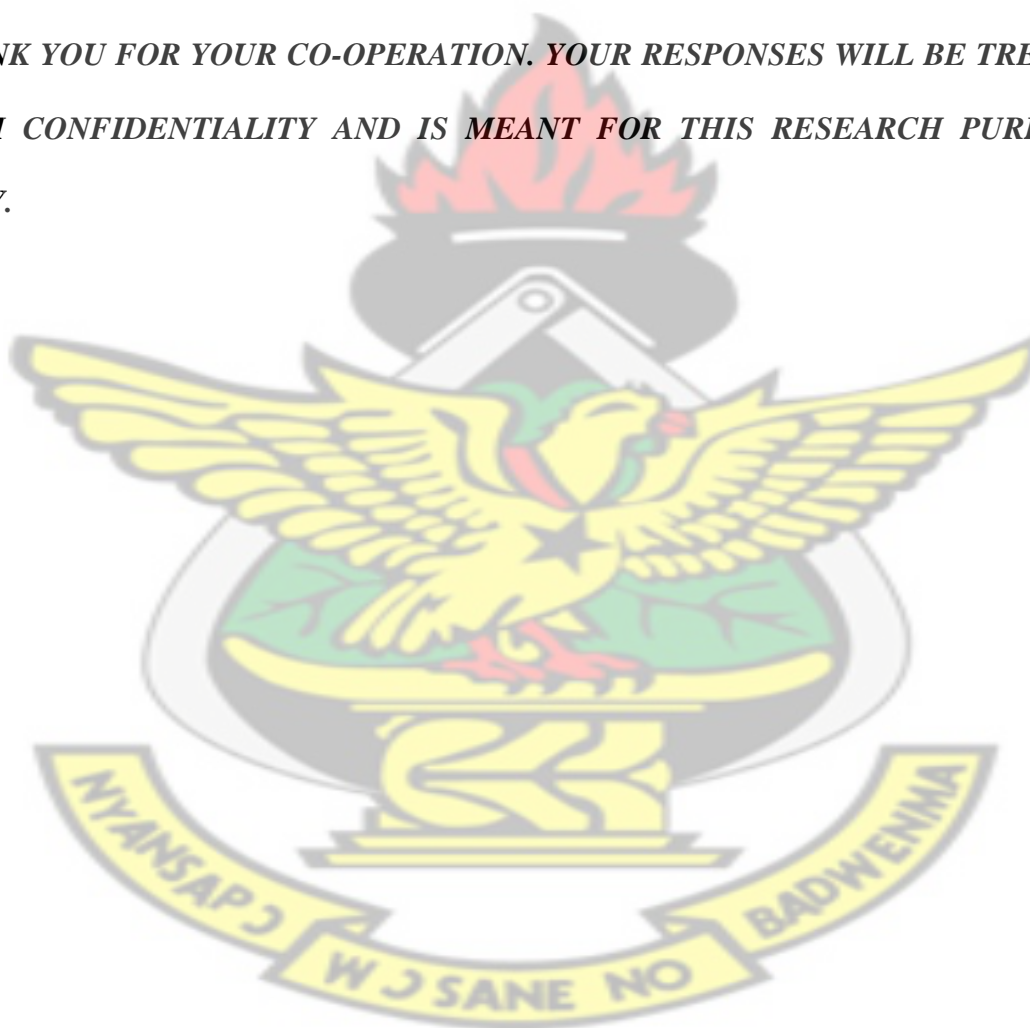 NK YOU FOR YOUR CO-OPERATION. YOUR RESPONSES WILL BE TRE
CONFIDENTIALITY AND IS MEANT FOR THIS RESEARCH PUR
Y.
NYANSAPƆ
WƆSANE NO
BADWENMA